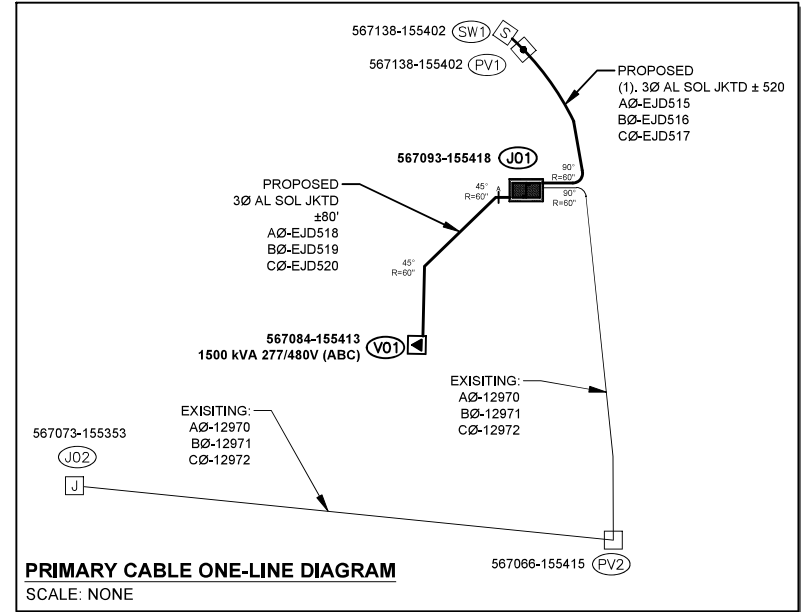 567138-155402 SW1
S
567138-155402 PV1
PROPOSED
(1). 3Ø AL SOL JKTD ± 520
AØ-EJD515
BØ-EJD516
CØ-EJD517
567093-155418 J01
90°
R=60"
90°
R=60"
45°
R=60"
A
PROPOSED
3Ø AL SOL JKTD
±80'
AØ-EJD518
BØ-EJD519
CØ-EJD520
45°
R=60"
567084-155413
1500 kVA 277/480V (ABC)
V01
EXISITING:
AØ-12970
BØ-12971
CØ-12972
EXISITING:
AØ-12970
BØ-12971
CØ-12972
567073-155353
J02
J
567066-155415 PV2
PRIMARY CABLE ONE-LINE DIAGRAM
SCALE: NONE